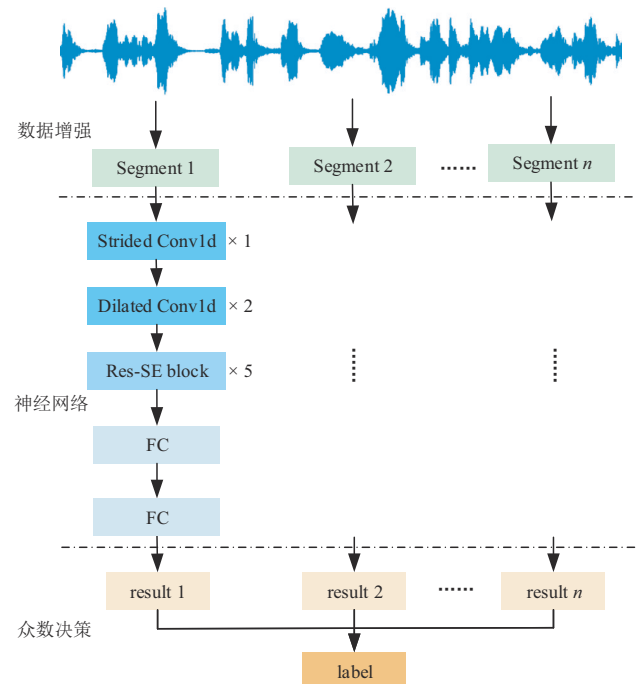 数据增强
Segment 1
Segment 2
······
Segment n
Strided Conv1d × 1
Dilated Conv1d × 2
Res-SE block × 5
神经网络
FC
FC
result 1
result 2
······
result n
众数决策
label